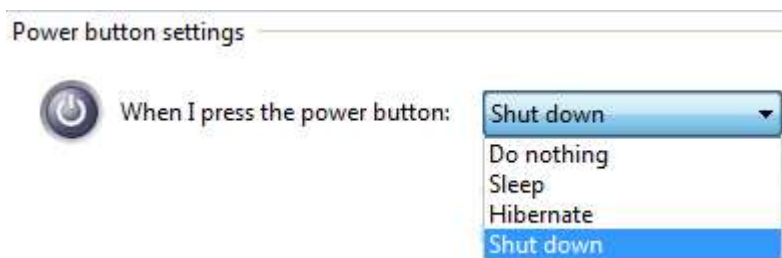 Power button settings
When I press the power button: Shut down
Do nothing
Sleep
Hibernate
Shut down